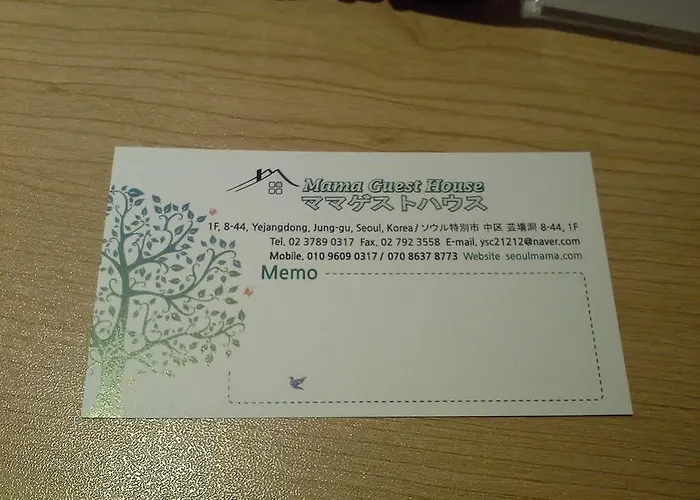 Mama Guest House
ママゲストハウス
1F, 8-44, Yejangdong, Jung-gu, Seoul, Korea / ソウル特別市 中区 芸場洞 8-44, 1F
Tel. 02 3789 0317 Fax. 02 792 3558 E-mail. ysc21212@naver.com
Mobile. 010 9609 0317 / 070 8637 8773 Website seoulmama.com
Memo